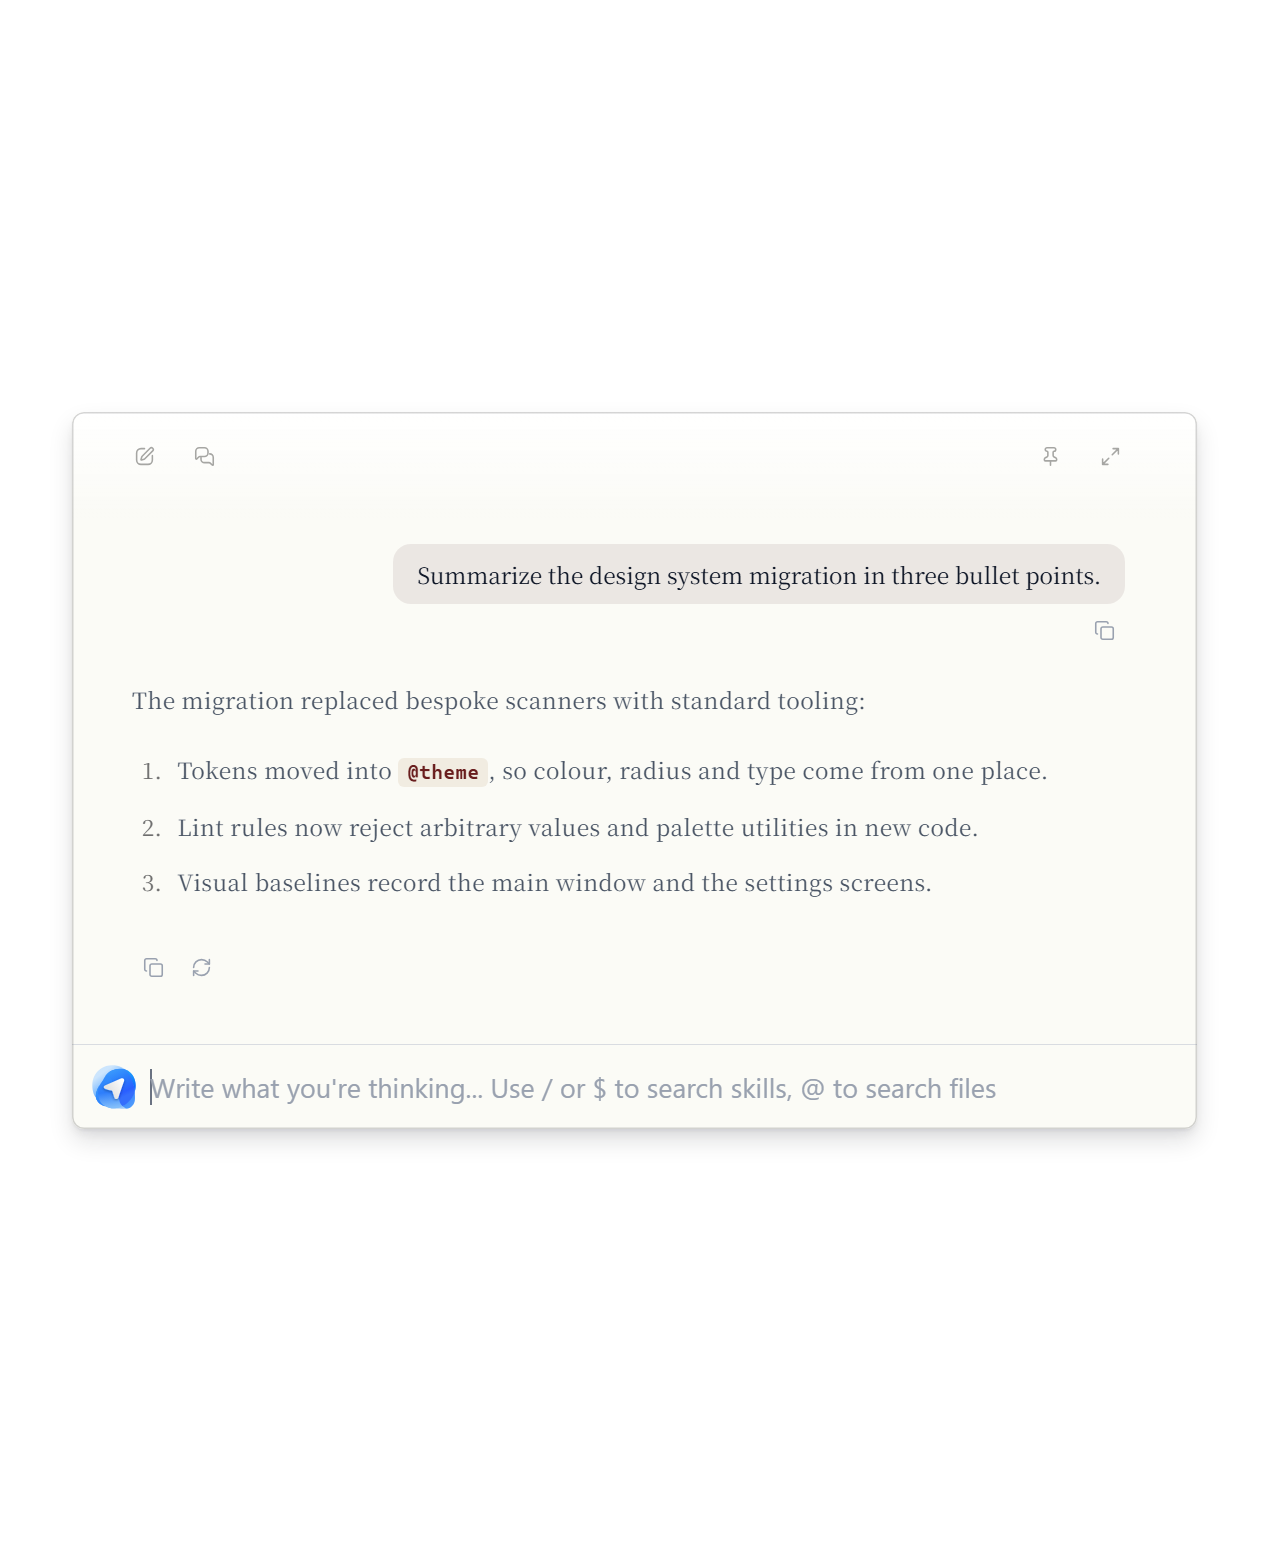 Summarize the design system migration in three bullet points.
The migration replaced bespoke scanners with standard tooling:
1. Tokens moved into @theme, so colour, radius and type come from one place.
2. Lint rules now reject arbitrary values and palette utilities in new code.
3. Visual baselines record the main window and the settings screens.
Write what you're thinking... Use / or $ to search skills, @ to search files